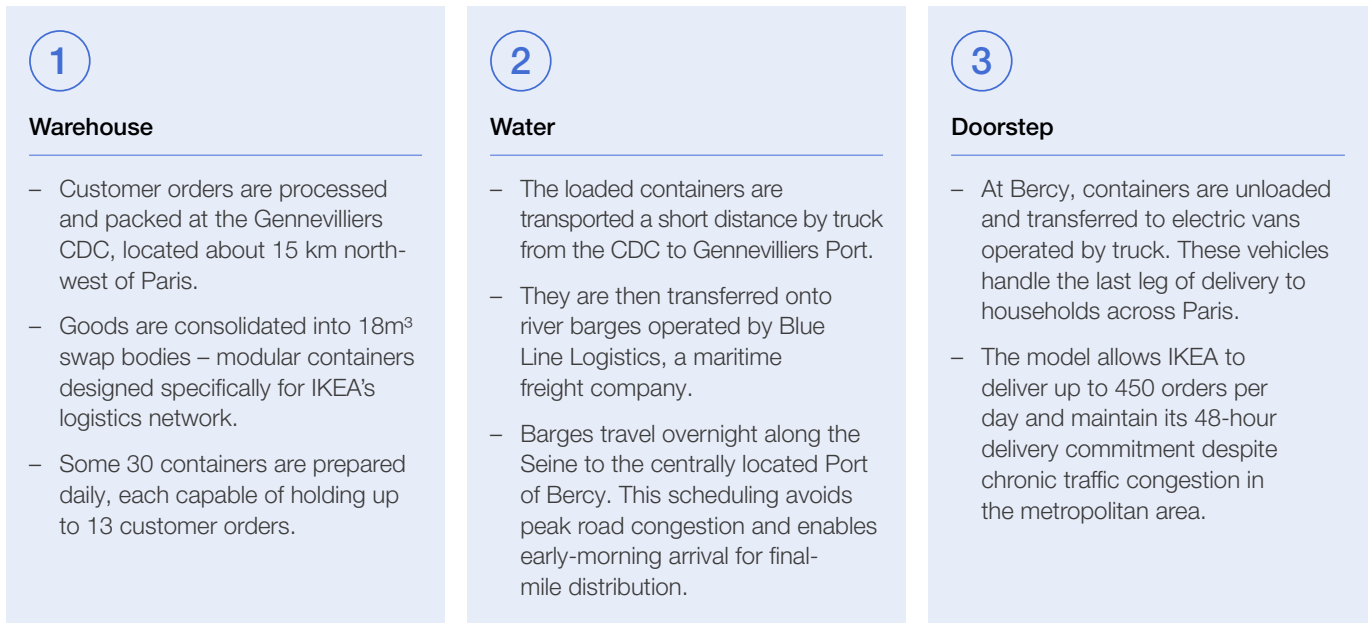 1
Warehouse
– Customer orders are processed
and packed at the Gennevilliers
CDC, located about 15 km north-
west of Paris.
– Goods are consolidated into 18m³
swap bodies – modular containers
designed specifically for IKEA’s
logistics network.
– Some 30 containers are prepared
daily, each capable of holding up
to 13 customer orders.
2
Water
– The loaded containers are
transported a short distance by truck
from the CDC to Gennevilliers Port.
– They are then transferred onto
river barges operated by Blue
Line Logistics, a maritime
freight company.
– Barges travel overnight along the
Seine to the centrally located Port
of Bercy. This scheduling avoids
peak road congestion and enables
early-morning arrival for final-
mile distribution.
3
Doorstep
– At Bercy, containers are unloaded
and transferred to electric vans
operated by truck. These vehicles
handle the last leg of delivery to
households across Paris.
– The model allows IKEA to
deliver up to 450 orders per
day and maintain its 48-hour
delivery commitment despite
chronic traffic congestion in
the metropolitan area.